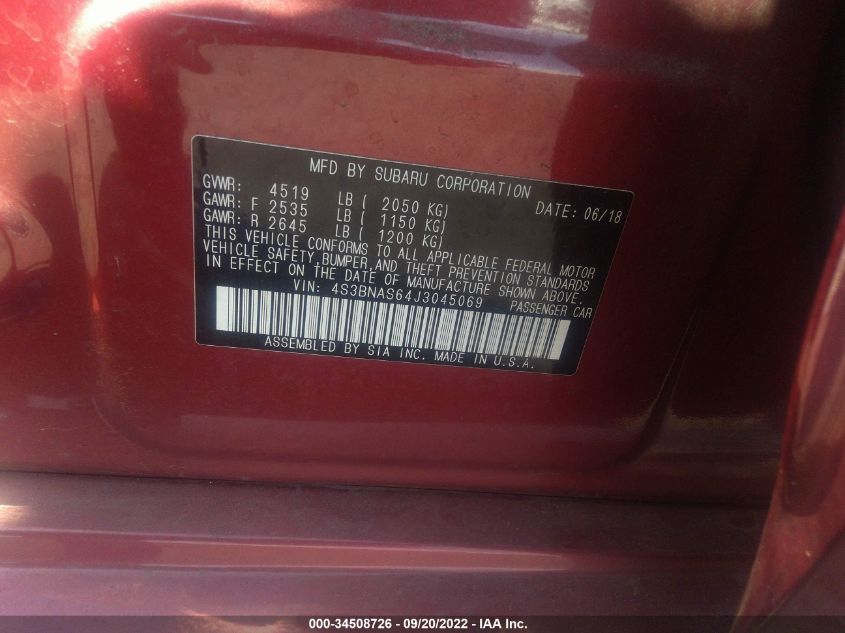 MFD BY SUBARU CORPORATION
GVWR: 4519 LB ( 2050 KG) DATE: 06/18
GAWR: F 2535 LB ( 1150 KG)
GAWR: R 2645 LB ( 1200 KG)
THIS VEHICLE CONFORMS TO ALL APPLICABLE FEDERAL MOTOR
VEHICLE SAFETY,BUMPER,AND THEFT PREVENTION STANDARDS
IN EFFECT ON THE DATE OF MANUFACTURE SHOWN ABOVE.
VIN: 4S3BNAS64J3045069 PASSENGER CAR
ASSEMBLED BY SIA INC. MADE IN U.S.A.
000-34508726 - 09/20/2022 - IAA Inc.